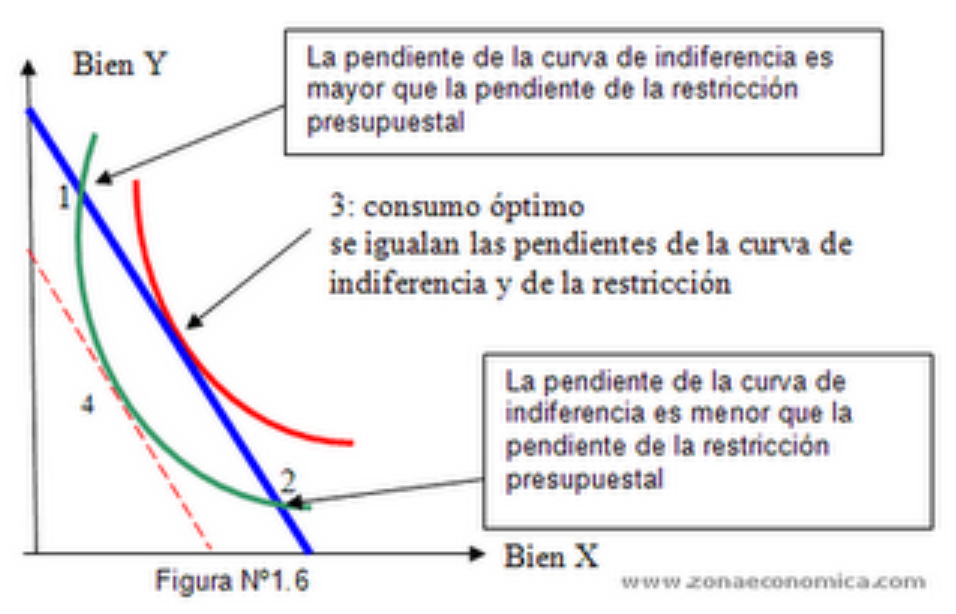 Bien Y
La pendiente de la curva de indiferencia es
mayor que la pendiente de la restricción
presupuestal
1
3: consumo óptimo
se igualan las pendientes de la curva de
indiferencia y de la restricción
4
La pendiente de la curva de
indiferencia es menor que la
pendiente de la restricción
presupuestal
2
Bien X
Figura Nº1.6
www.zonaeconomica.com